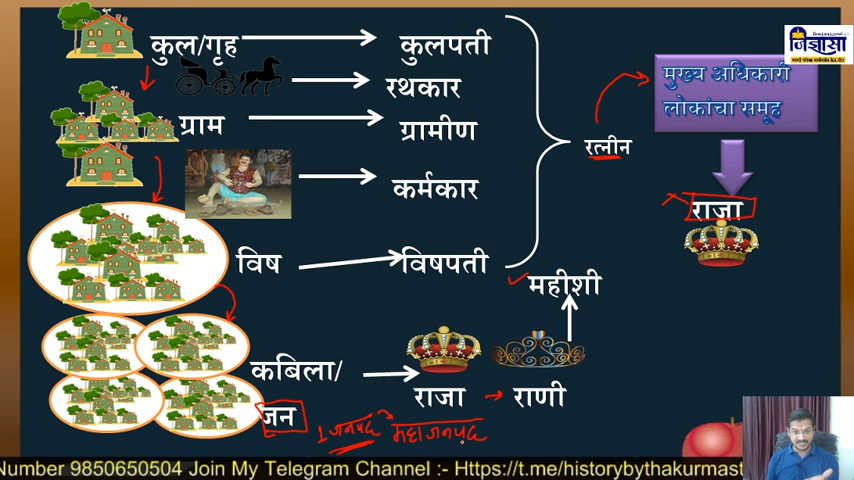 जिज्ञासा
कुल/गृह
कुलपती
मुख्य अधिकारी
लोकांचा समूह
रथकार
ग्राम
ग्रामीण
रत्नीन
कर्मकार
राजा
विष
विषपती
महीशी
कबिला/
जन
राजा
राणी
1 जनपद
महाजनपद
Number 9850650504 Join My Telegram Channel :- Https://t.me/historybythakurmast